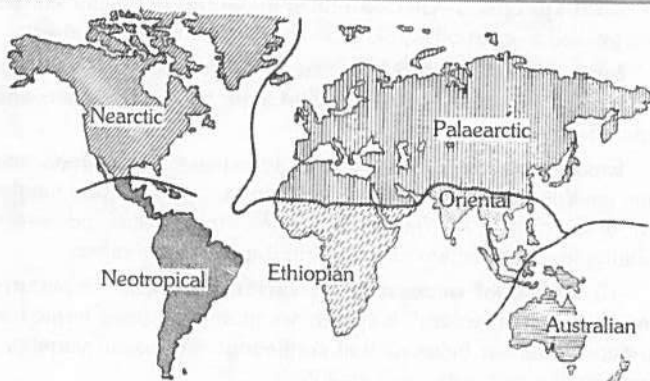 Nearctic
Palaearctic
Oriental
Neotropical
Ethiopian
Australian